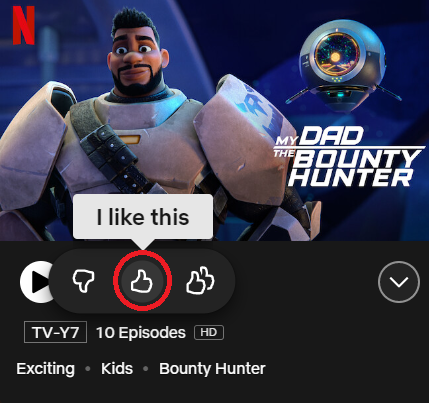 N
MY DAD
THE BOUNTY
HUNTER
I like this
TV-Y7 10 Episodes HD
Exciting • Kids • Bounty Hunter